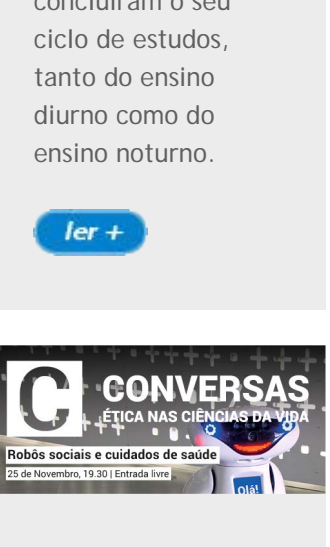 concluíram o seu
ciclo de estudos,
tanto do ensino
diurno como do
ensino noturno.
ler +
C CONVERSAS
ÉTICA NAS CIÊNCIAS DA VIDA
Robôs sociais e cuidados de saúde
25 de Novembro, 19.30 | Entrada livre
Olá!